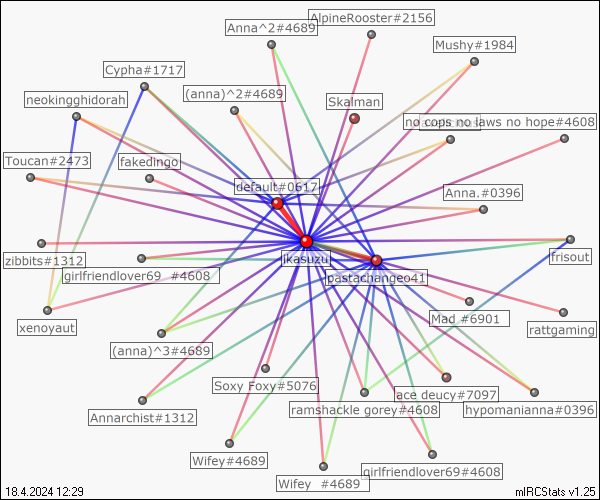 AlpineRooster#2156
Anna^2#4689
Mushy#1984
Cypha#1717
neokingghidorah
(anna)^2#4689
Skalman
no cops no laws no hope#4608
Toucan#2473
fakedingo
default#0617
Anna.#0396
zibbits#1312
girlfriendlover69 #4608
jkasuzu
frisout
pastachangeo41
xenoyaut
Mad #6901
rattgaming
(anna)^3#4689
Soxy Foxy#5076
ace deucy#7097
Annarchist#1312
ramshackle gorey#4608
hypomanianna#0396
Wifey#4689
girlfriendlover69#4608
Wifey #4689
18.4.2024 12:29
mIRCStats v1.25